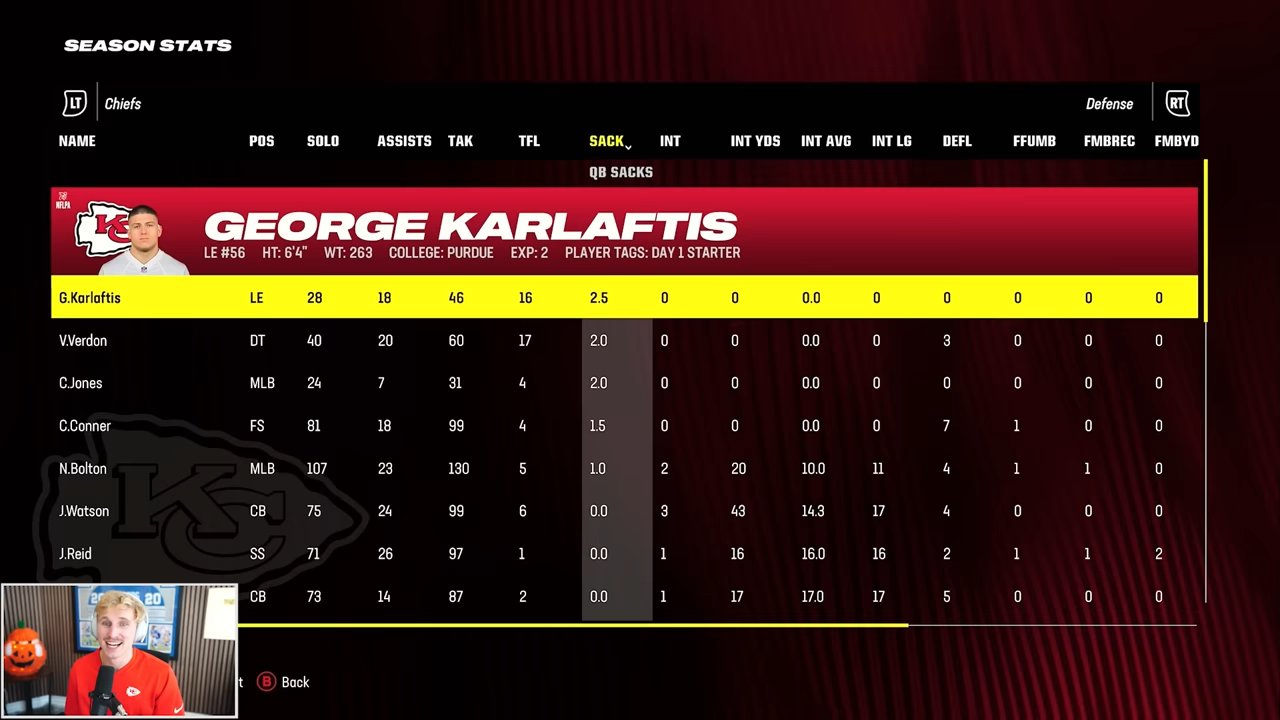 SEASON STATS
LT Chiefs Defense RT
NAME POS SOLO ASSISTS TAK TFL SACK INT INT YDS INT AVG INT LG DEFL FFUMB FMBREC FMBYD
QB SACKS
NFLPA
KC
GEORGE KARLAFTIS
LE #56 HT: 6'4" WT: 263 COLLEGE: PURDUE EXP: 2 PLAYER TAGS: DAY 1 STARTER
G.Karlaftis LE 28 18 46 16 2.5 0 0 0.0 0 0 0 0 0
V.Verdon DT 40 20 60 17 2.0 0 0 0.0 0 3 0 0 0
C.Jones MLB 24 7 31 4 2.0 0 0 0.0 0 0 0 0 0
C.Conner FS 81 18 99 4 1.5 0 0 0.0 0 7 1 0 0
N.Bolton MLB 107 23 130 5 1.0 2 20 10.0 11 4 1 1 0
J.Watson CB 75 24 99 6 0.0 3 43 14.3 17 4 0 0 0
J.Reid SS 71 26 97 1 0.0 1 16 16.0 16 2 1 1 2
CB 73 14 87 2 0.0 1 17 17.0 17 5 0 0 0
KC
20 20
t B Back